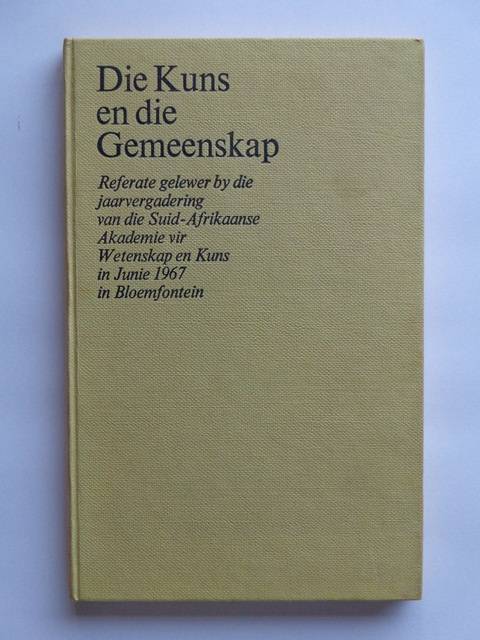 Die Kuns
en die
Gemeenskap
Referate gelewer by die
jaarvergadering
van die Suid-Afrikaanse
Akademie vir
Wetenskap en Kuns
in Junie 1967
in Bloemfontein